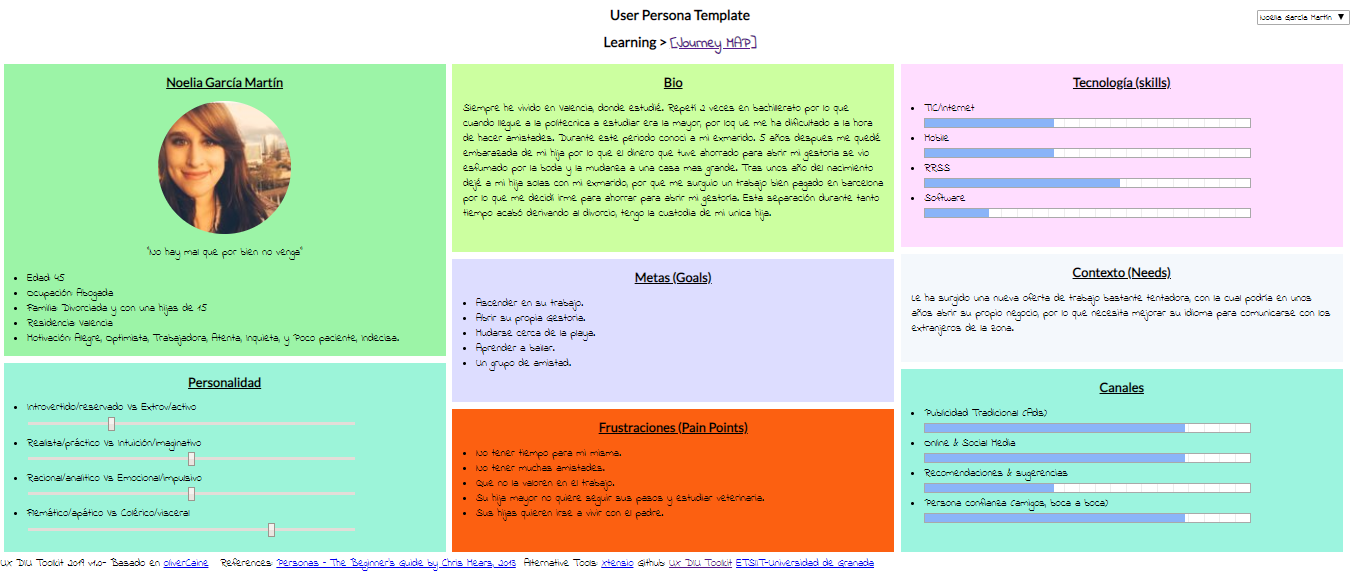 User Persona Template
Noelia García Martín ▼
Learning > [Journey MAP]
Noelia García Martín
"No hay mal que por bien no venga"
Edad: 45
Ocupación: Abogada
Familia: Divorciada y con una hijas de 15
Residencia: Valencia
Motivación: Alegre, Optimista, Trabajadora, Atenta, Inquieta, y Poco paciente, Indecisa.
Personalidad
Introvertido/reservado Vs Extrov/activo
Realista/práctico Vs Intuición/imaginativo
Racional/analítico Vs Emocional/impulsivo
Flemático/apático Vs Colérico/visceral
Bio
Siempre he vivido en Valencia, donde estudié. Repetí 2 veces en bachillerato por lo que
cuando llegue a la politecnica a estudiar era la mayor, por loq ue me ha dificultado a la hora
de hacer amistades. Durante este periodo conoci a mi exmarido. 5 años despues me quedé
embarazada de mi hija por lo que el dinero que tuve ahorrado para abrir mi gestoria se vio
esfumado por la boda y la mudanza a una casa mas grande. Tras unos año del nacimiento
dejé a mi hija solas con mi exmarido, por que me surguio un trabajo bien pagado en barcelona
por lo que me decidí irme para ahorrar para abrir mi gestoría. Esta separación durante tanto
tiempo acabó derivando al divorcio, tengo la custodia de mi unica hija.
Metas (Goals)
Ascender en su trabajo.
Abrir su propia Gestoria.
Mudarse cerca de la playa.
Aprender a bailar.
Un grupo de amistad.
Frustraciones (Pain Points)
No tener tiempo para mi misma.
No tener muchas amistades.
Que no la valoren en el trabajo.
Su hija mayor no quiere seguir sus pasos y estudiar veterinaria.
Sus hijas quieren irse a vivir con el padre.
Tecnología (skills)
TIC/Internet
Mobile
RRSS
Software
Contexto (Needs)
Le ha surgido una nueva oferta de trabajo bastante tentadora, con la cual podría en unos
años abrir su propio negocio, por lo que necesita mejorar su idioma para comunicarse con los
extranjeros de la zona.
Canales
Publicidad Tradicional (Ads)
Online & Social Media
Recomendaciones & sugerencias
Persona confianza (amigos, boca a boca)
UX DIU Toolkit 2019 v1.0- Basado en oliverCaine References: Personas - The Beginner's Guide by Chris Mears, 2013 Alternative Tools: Xtensio Github: UX DIU Toolkit ETSIIT-Universidad de Granada